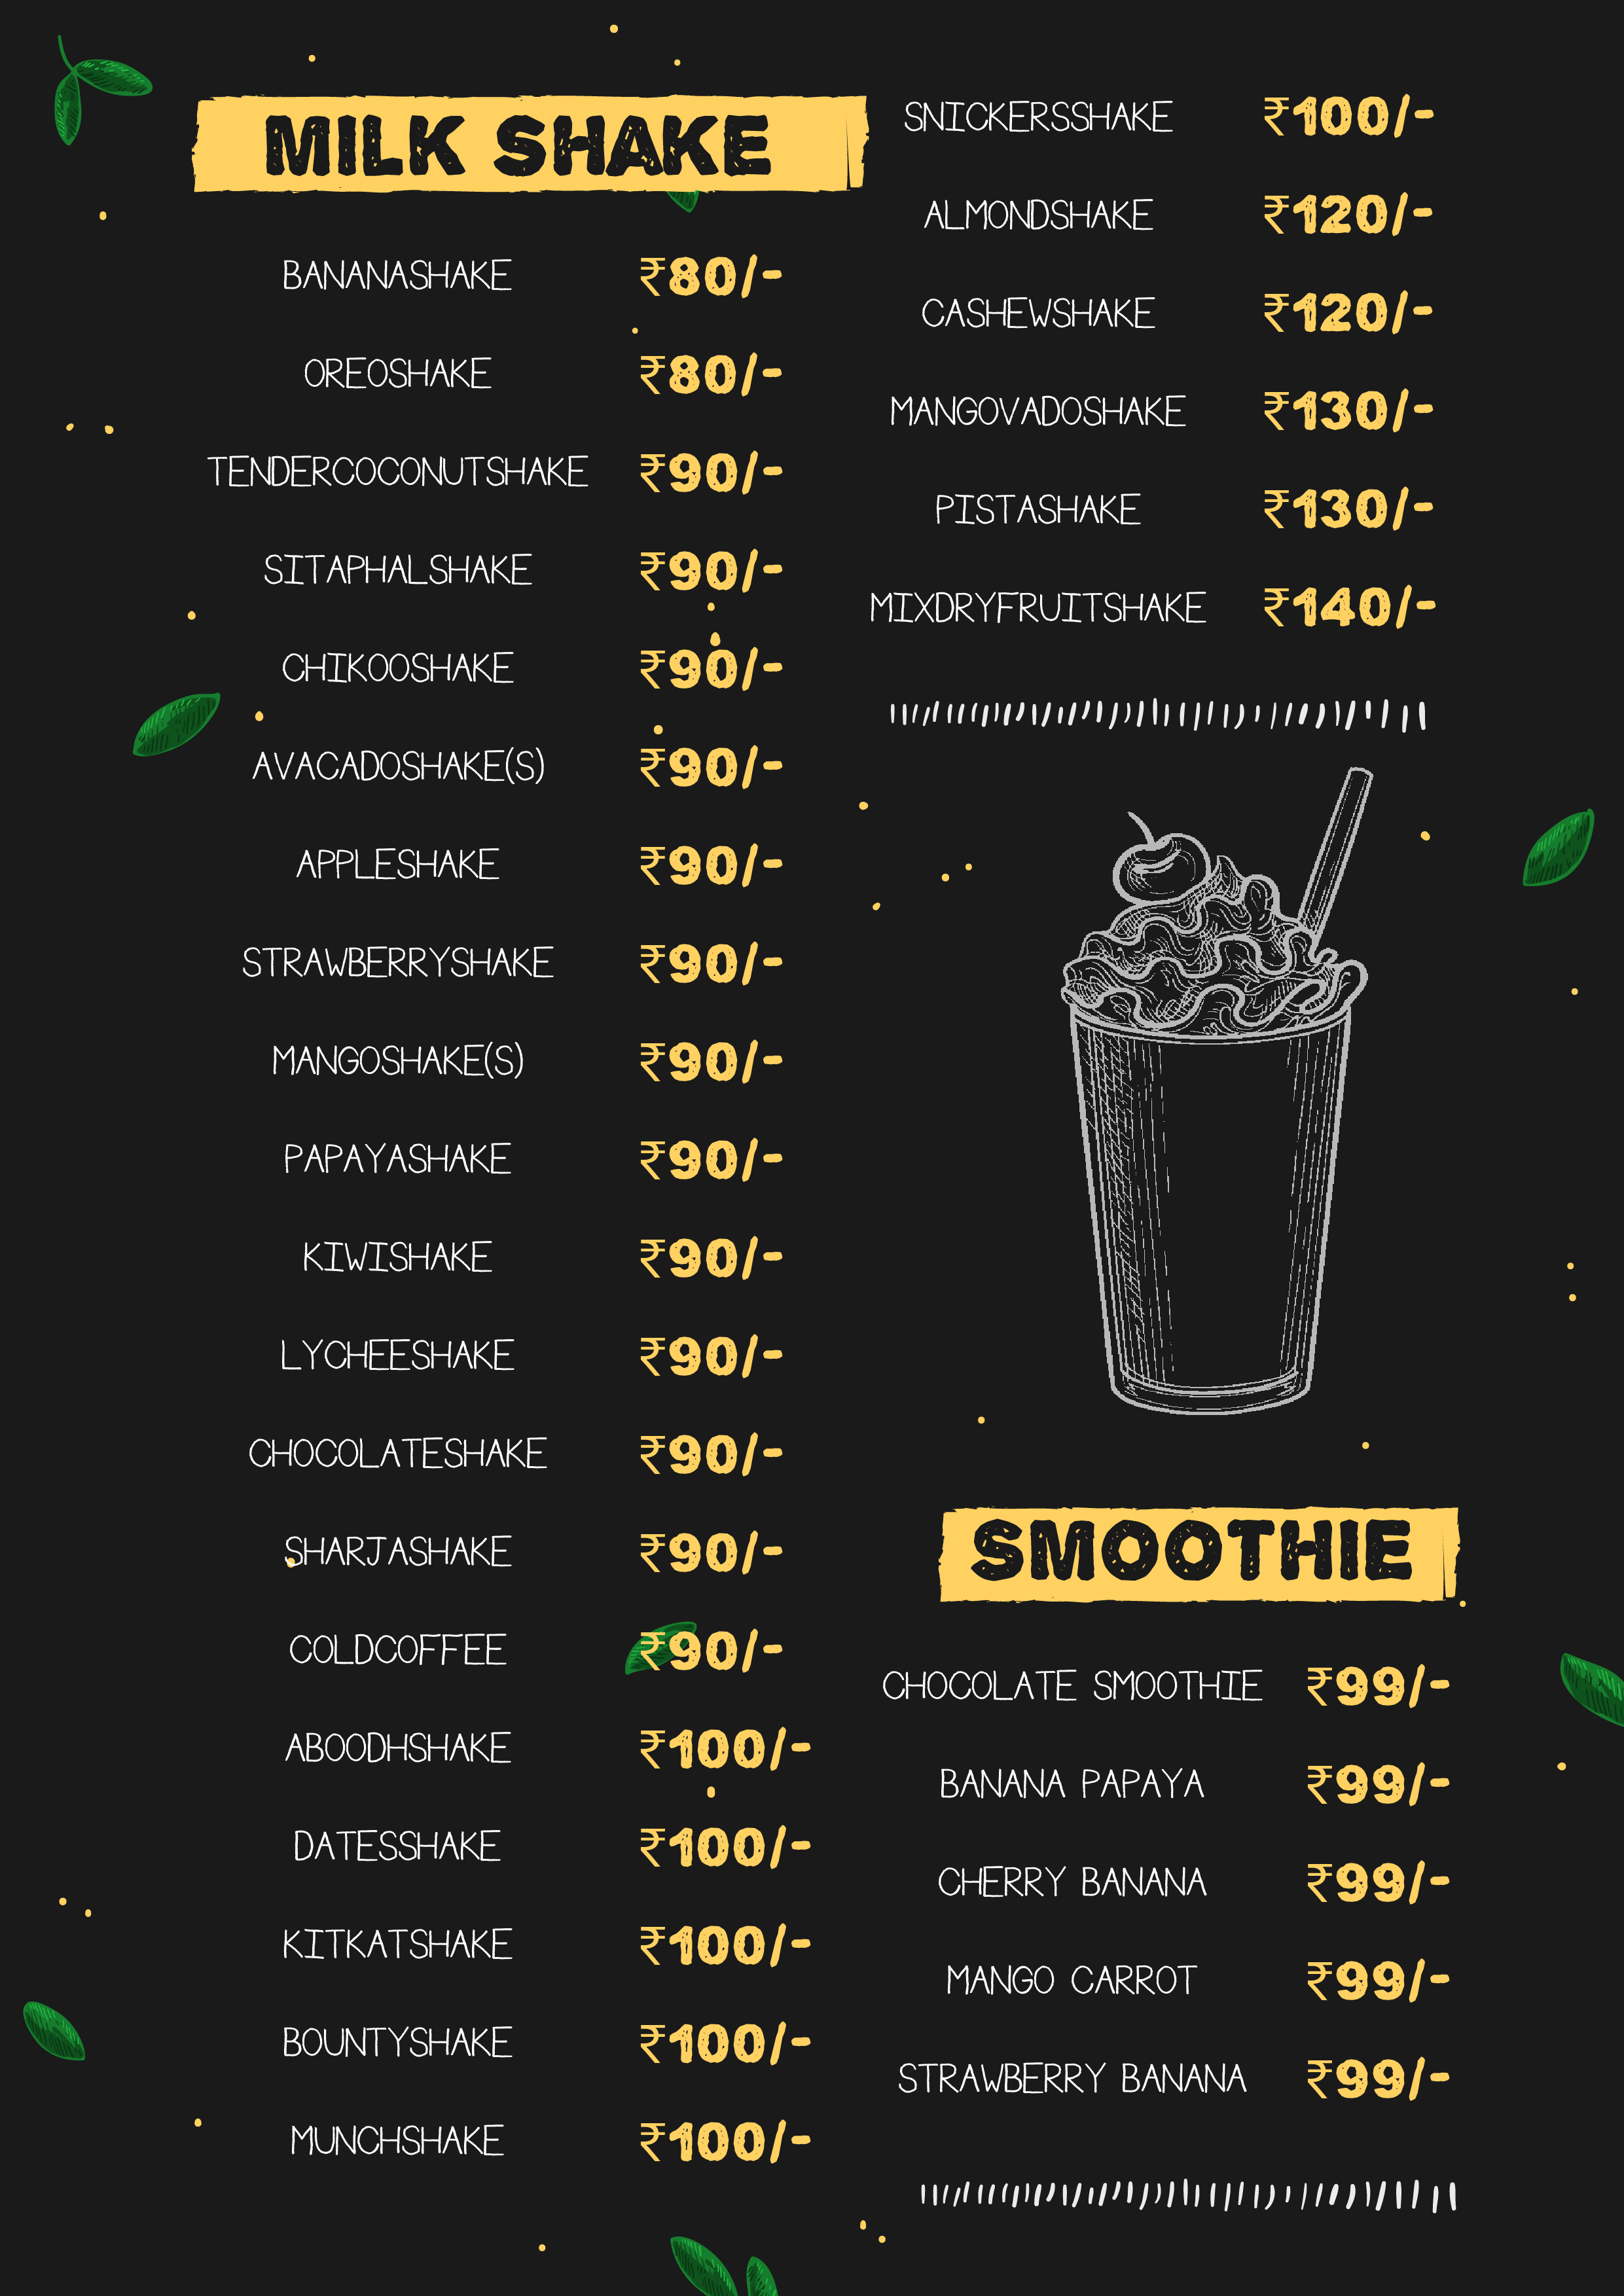 MILK SHAKE
BANANASHAKE ₹80/-
OREOSHAKE ₹80/-
TENDERCOCONUTSHAKE ₹90/-
SITAPHALSHAKE ₹90/-
CHIKOOSHAKE ₹90/-
AVACADOSHAKE(S) ₹90/-
APPLESHAKE ₹90/-
STRAWBERRYSHAKE ₹90/-
MANGOSHAKE(S) ₹90/-
PAPAYASHAKE ₹90/-
KIWISHAKE ₹90/-
LYCHEESHAKE ₹90/-
CHOCOLATESHAKE ₹90/-
SHARJASHAKE ₹90/-
COLDCOFFEE ₹90/-
ABOODHSHAKE ₹100/-
DATESSHAKE ₹100/-
KITKATSHAKE ₹100/-
BOUNTYSHAKE ₹100/-
MUNCHSHAKE ₹100/-
SNICKERSSHAKE ₹100/-
ALMONDSHAKE ₹120/-
CASHEWSHAKE ₹120/-
MANGOVADOSHAKE ₹130/-
PISTASHAKE ₹130/-
MIXDRYFRUITSHAKE ₹140/-
SMOOTHIE
CHOCOLATE SMOOTHIE ₹99/-
BANANA PAPAYA ₹99/-
CHERRY BANANA ₹99/-
MANGO CARROT ₹99/-
STRAWBERRY BANANA ₹99/-